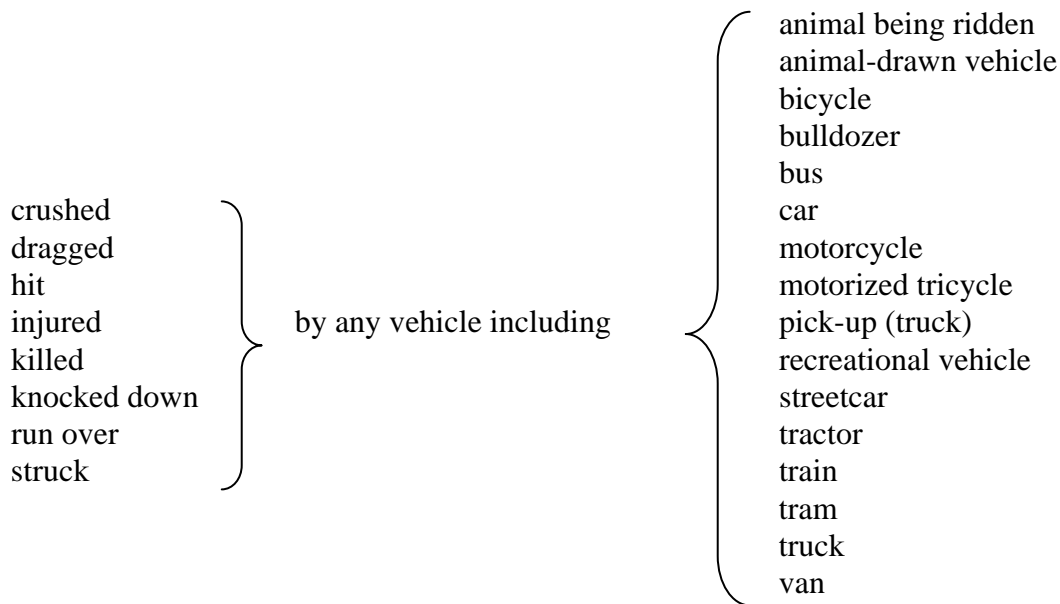 crushed
dragged
hit
injured
killed
knocked down
run over
struck
by any vehicle including
animal being ridden
animal-drawn vehicle
bicycle
bulldozer
bus
car
motorcycle
motorized tricycle
pick-up (truck)
recreational vehicle
streetcar
tractor
train
tram
truck
van